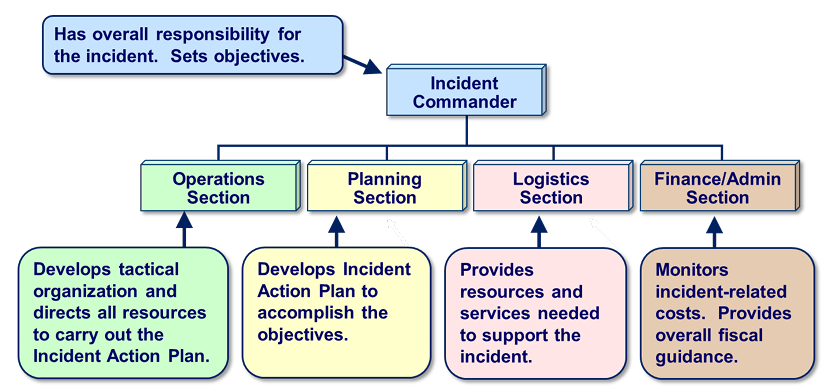 Has overall responsibility for
the incident.  Sets objectives.
Incident
Commander
Operations
Section
Planning
Section
Logistics
Section
Finance/Admin
Section
Develops tactical
organization and
directs all resources
to carry out the
Incident Action Plan.
Develops Incident
Action Plan to
accomplish the
objectives.
Provides
resources and
services needed
to support the
incident.
Monitors
incident-related
costs.  Provides
overall fiscal
guidance.